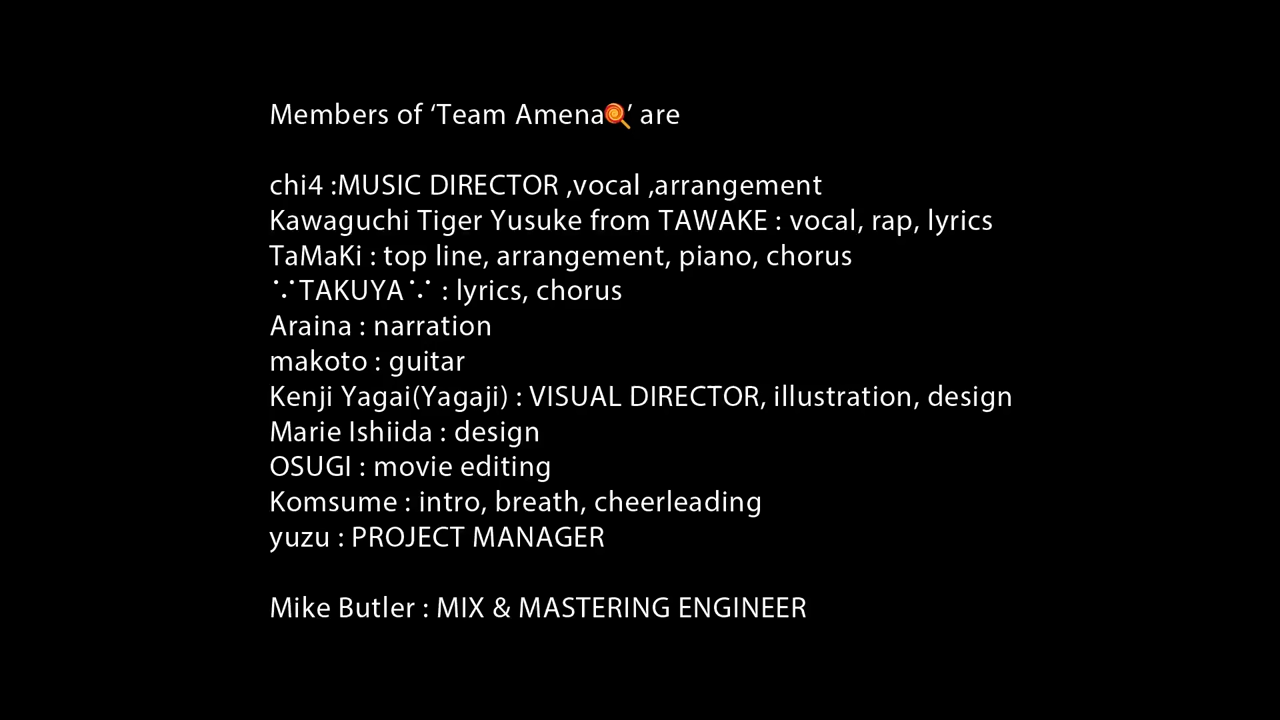 Members of ‘Team Amena🍭’ are
chi4 :MUSIC DIRECTOR ,vocal ,arrangement
Kawaguchi Tiger Yusuke from TAWAKE : vocal, rap, lyrics
TaMaKi : top line, arrangement, piano, chorus
∵TAKUYA∵ : lyrics, chorus
Araina : narration
makoto : guitar
Kenji Yagai(Yagaji) : VISUAL DIRECTOR, illustration, design
Marie Ishiida : design
OSUGI : movie editing
Komsume : intro, breath, cheerleading
yuzu : PROJECT MANAGER
Mike Butler : MIX & MASTERING ENGINEER